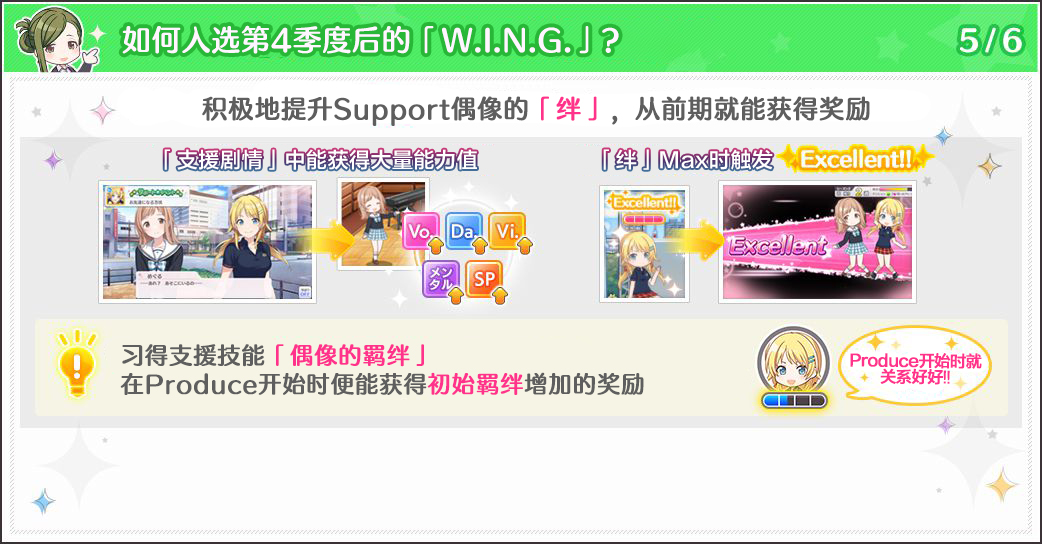 如何入选第4季度后的「W.I.N.G.」?
5/6
积极地提升Support偶像的「绊」，从前期就能获得奖励
「支援剧情」中能获得大量能力值
「绊」Max时触发 Excellent!!
めぐる
Vo.
Da.
Vi.
メン
タル
SP
Excellent!!
Excellent
习得支援技能「偶像的羁绊」
在Produce开始时便能获得初始羁绊增加的奖励
Produce开始时就
关系好好!!